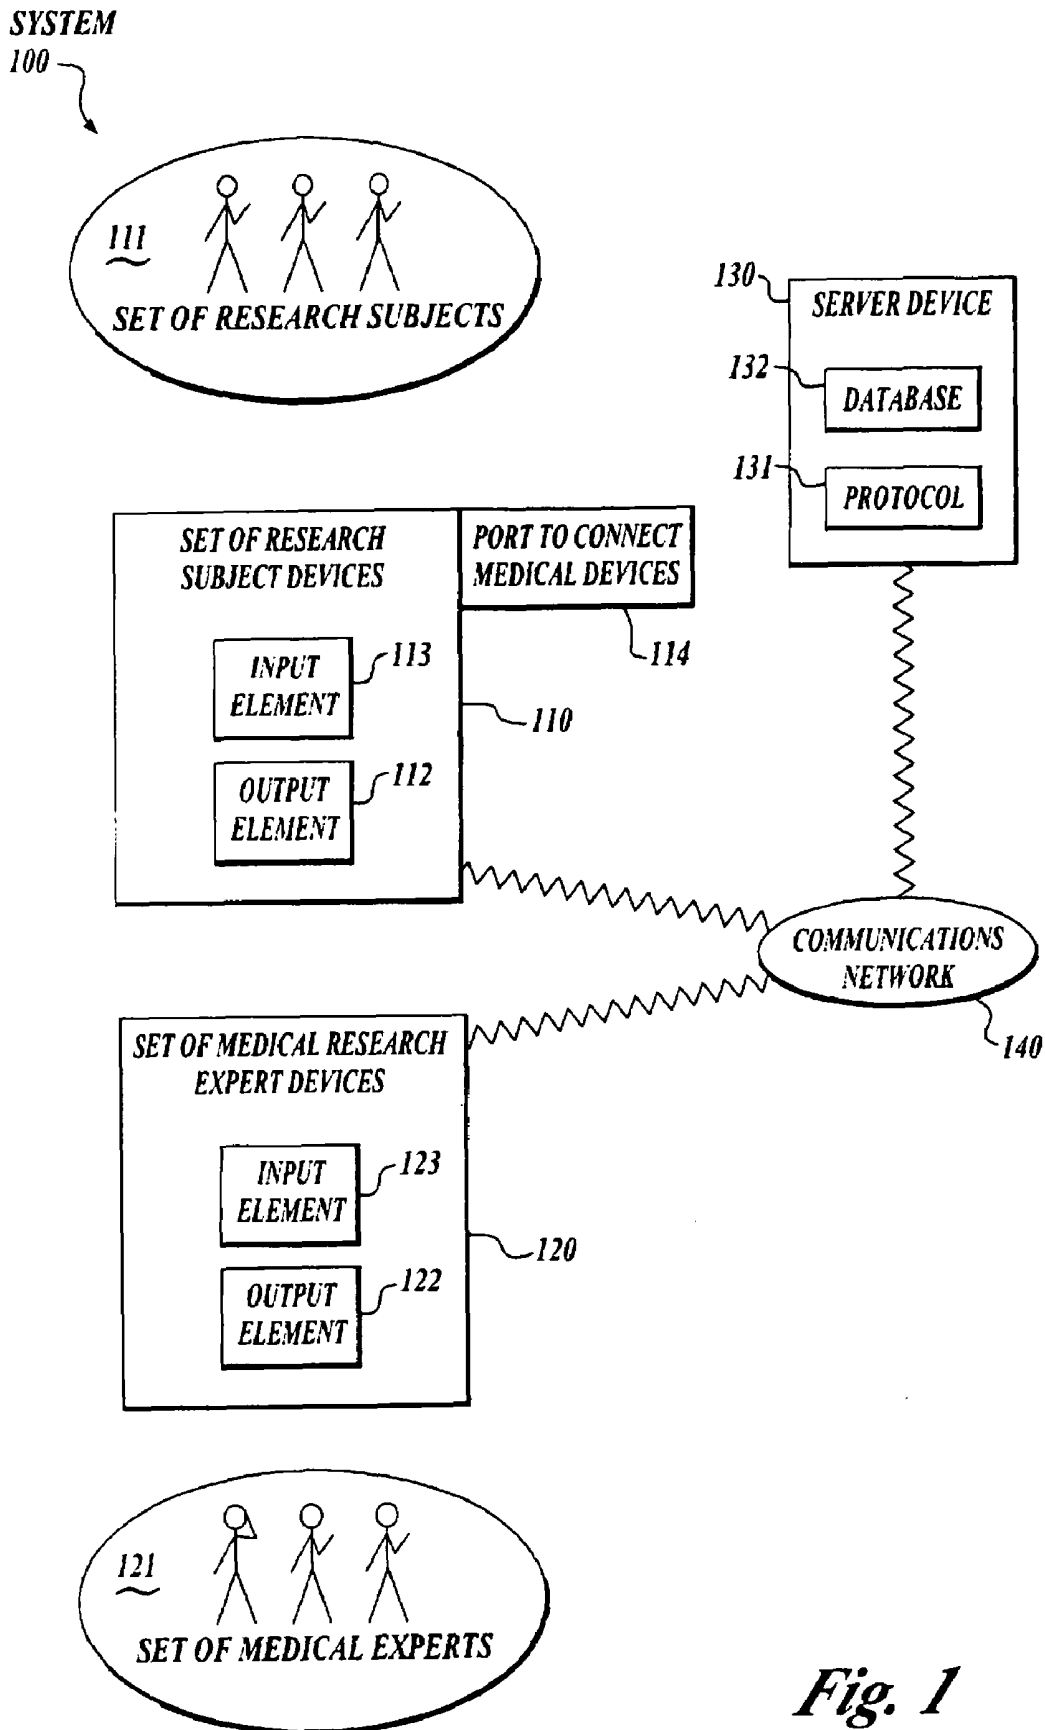 SYSTEM
100
111
SET OF RESEARCH SUBJECTS
130
SERVER DEVICE
132
DATABASE
131
PROTOCOL
SET OF RESEARCH
SUBJECT DEVICES
PORT TO CONNECT
MEDICAL DEVICES
114
INPUT
ELEMENT
113
110
OUTPUT
ELEMENT
112
COMMUNICATIONS
NETWORK
140
SET OF MEDICAL RESEARCH
EXPERT DEVICES
INPUT
ELEMENT
123
120
OUTPUT
ELEMENT
122
121
SET OF MEDICAL EXPERTS
Fig. 1